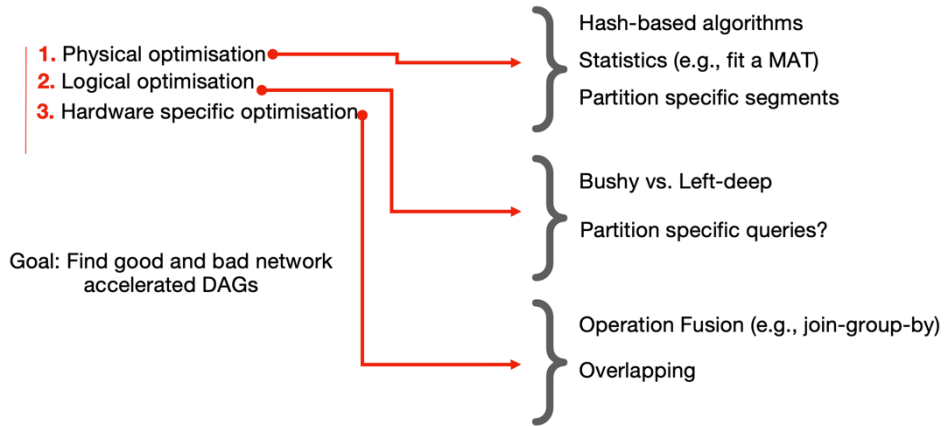 1. Physical optimisation
2. Logical optimisation
3. Hardware specific optimisation
Goal: Find good and bad network
accelerated DAGs
Hash-based algorithms
Statistics (e.g., fit a MAT)
Partition specific segments
Bushy vs. Left-deep
Partition specific queries?
Operation Fusion (e.g., join-group-by)
Overlapping